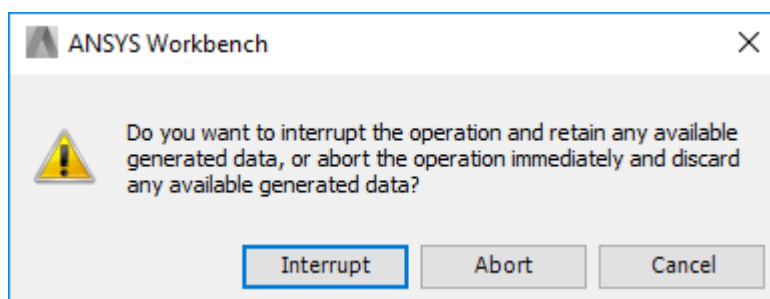 ANSYS Workbench
Do you want to interrupt the operation and retain any available
generated data, or abort the operation immediately and discard
any available generated data?
Interrupt Abort Cancel